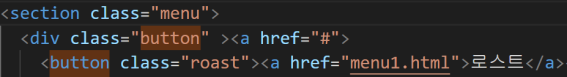 <section class="menu">
<div class="button" ><a href="#">
<button class="roast"><a href="menu1.html">로스트</a>